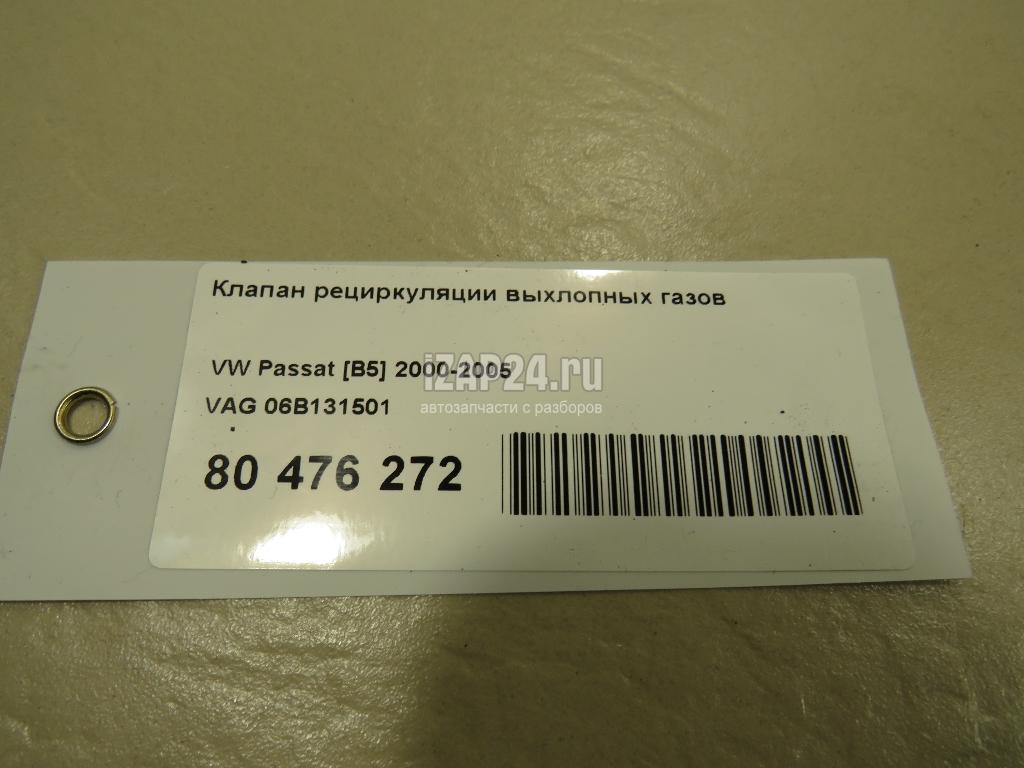 Клапан рециркуляции выхлопных газов
VW Passat [B5] 2000-2005
iZAP24.ru
VAG 06B131501
автозапчасти с разборов
80 476 272